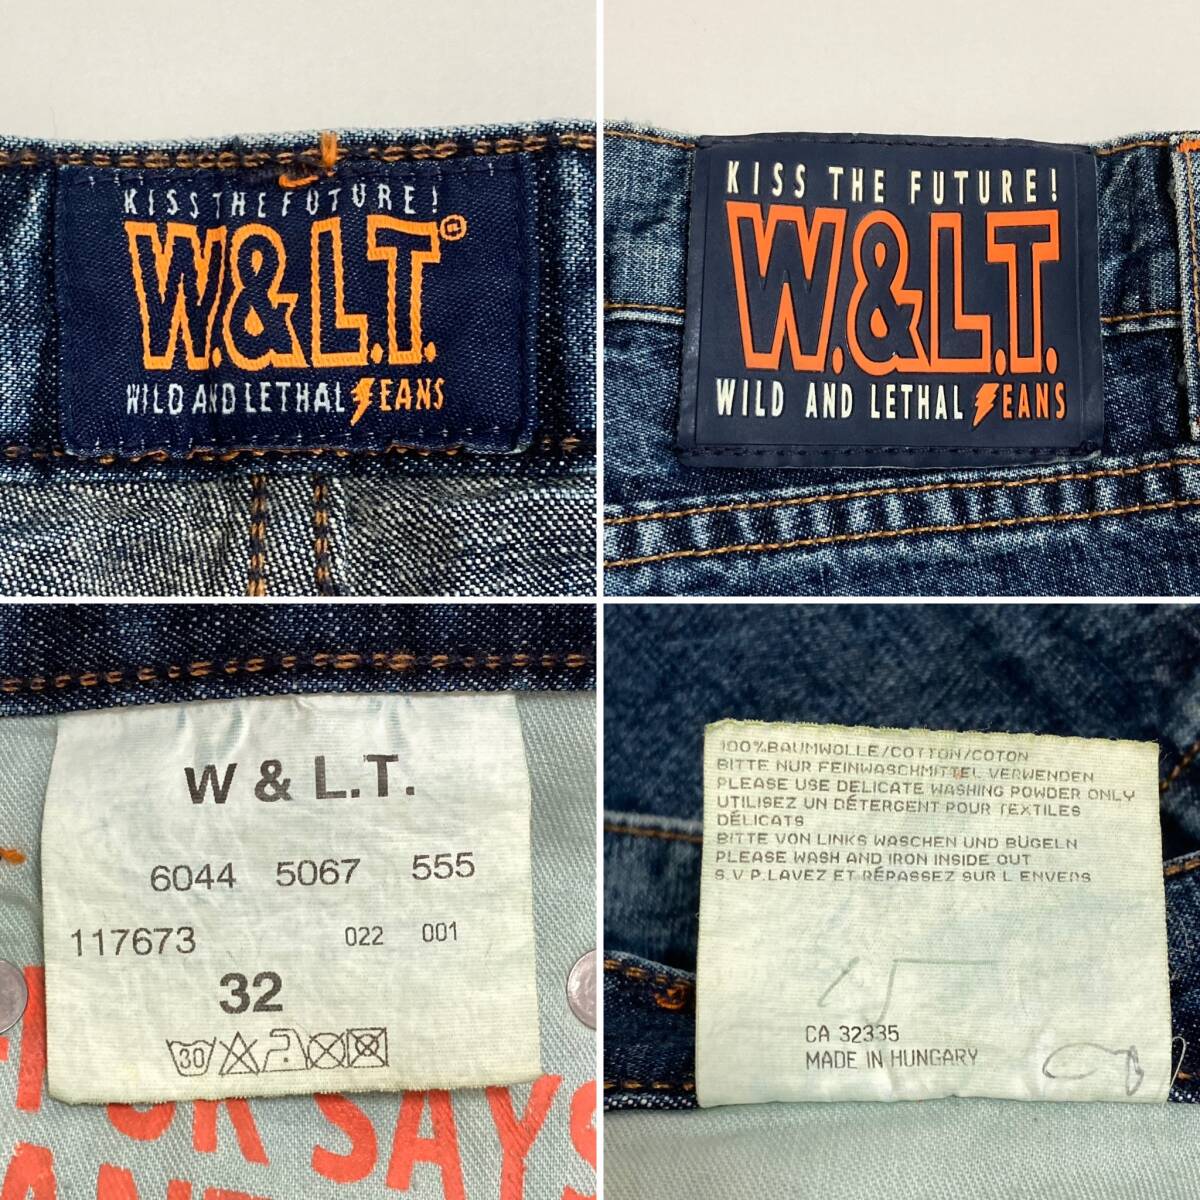 KISS THE FUTURE!
W.&L.T.®
WILD AND LETHAL JEANS
KISS THE FUTURE!
W.&L.T.
WILD AND LETHAL JEANS
W & L.T.
6044 5067 555
117673 022 001
32
30
SAYS
100%BAUMWOLLE/COTTON/COTON
BITTE NUR FEINWASCHMITTEL VERWENDEN
PLEASE USE DELICATE WASHING POWDER ONLY
UTILISEZ UN DÉTERGENT POUR TEXTILES
DÉLICATS
BITTE VON LINKS WASCHEN UND BÜGELN
PLEASE WASH AND IRON INSIDE OUT
S.V P.LAVEZ ET RÉPASSEZ SUR L ENVERS
CA 32335
MADE IN HUNGARY